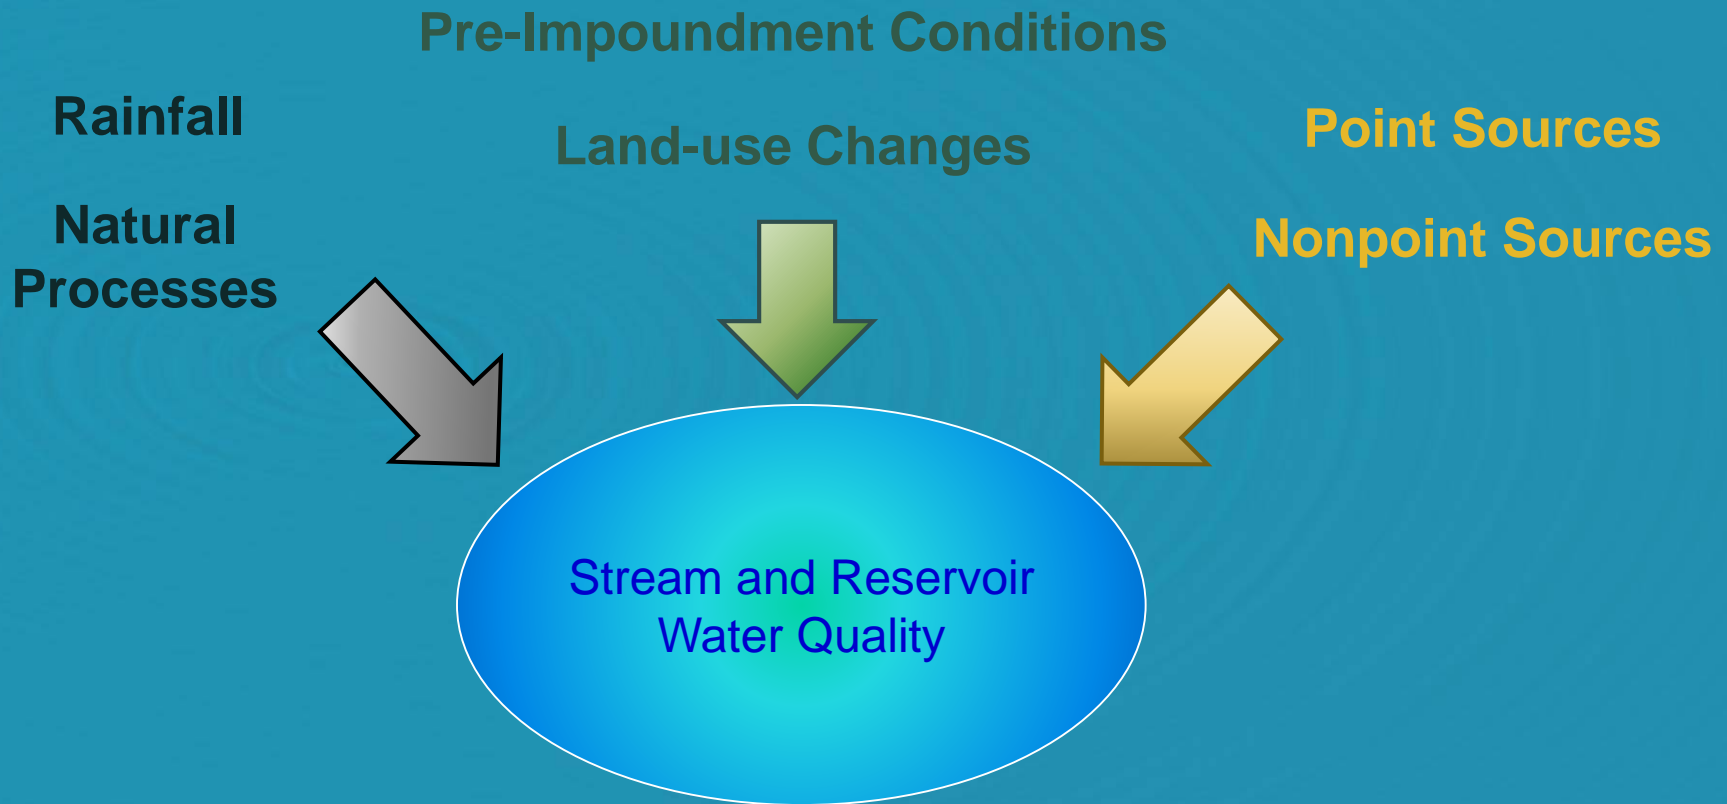 Pre-Impoundment Conditions
Rainfall
Land-use Changes
Point Sources
Natural
Processes
Nonpoint Sources
Stream and Reservoir
Water Quality